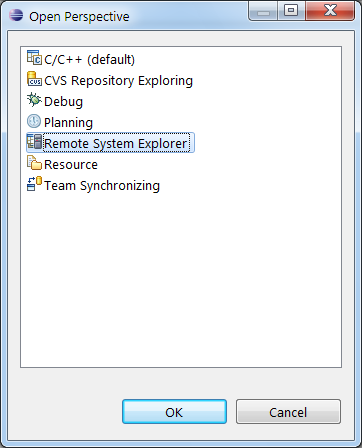 Open Perspective
C/C++ (default)
CVS Repository Exploring
Debug
Planning
Remote System Explorer
Resource
Team Synchronizing
OK
Cancel